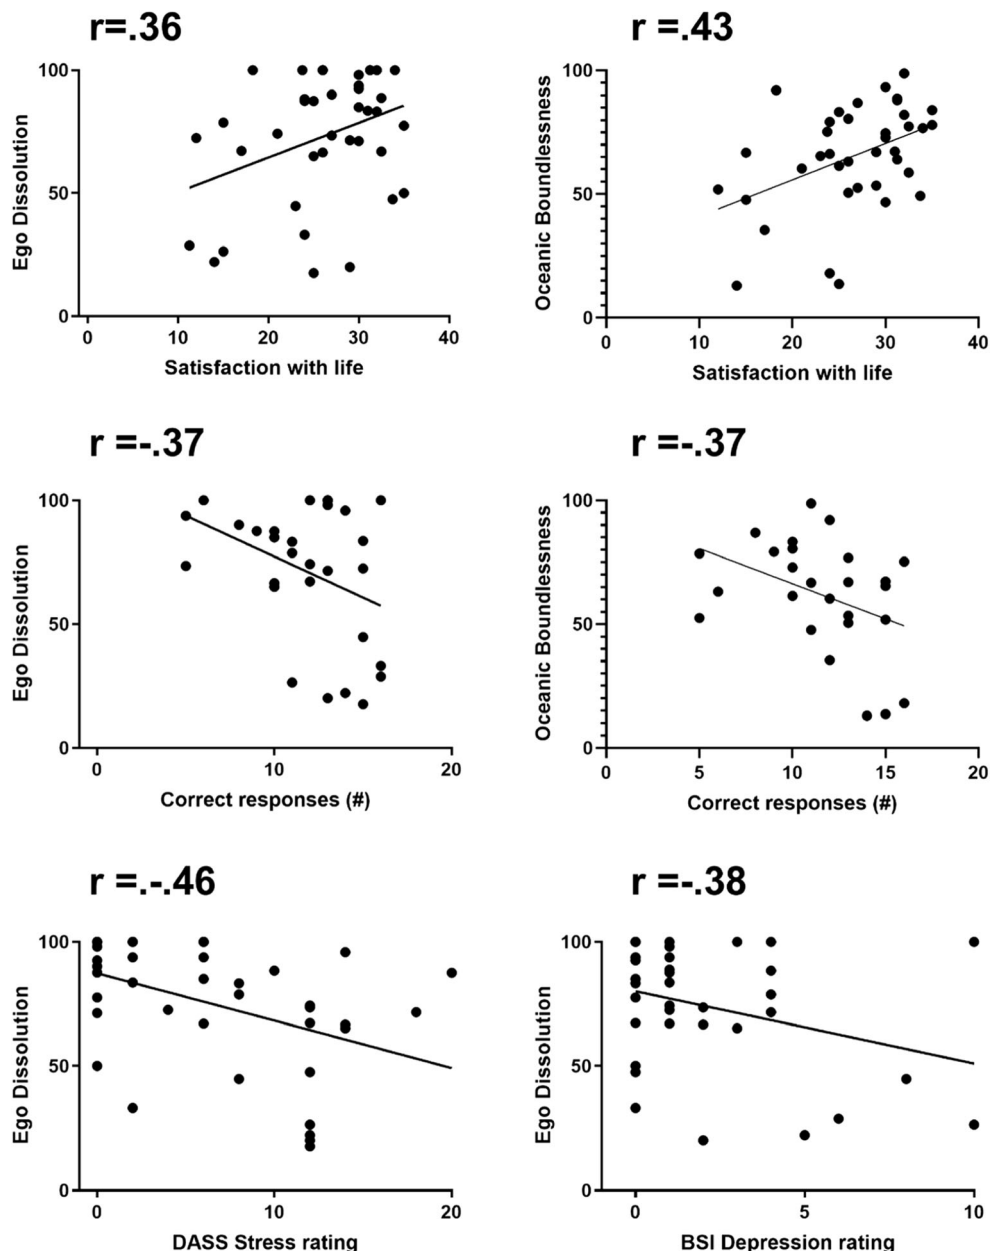 r=.36
100
50
0
Ego Dissolution
0 10 20 30 40
Satisfaction with life
r =.43
100
50
0
Oceanic Boundlessness
0 10 20 30 40
Satisfaction with life
r =-.37
100
50
0
Ego Dissolution
0 10 20
Correct responses (#)
r =-.37
100
50
0
Oceanic Boundlessness
0 5 10 15 20
Correct responses (#)
r =.-.46
100
50
0
Ego Dissolution
0 10 20
DASS Stress rating
r =-.38
100
50
0
Ego Dissolution
0 5 10
BSI Depression rating